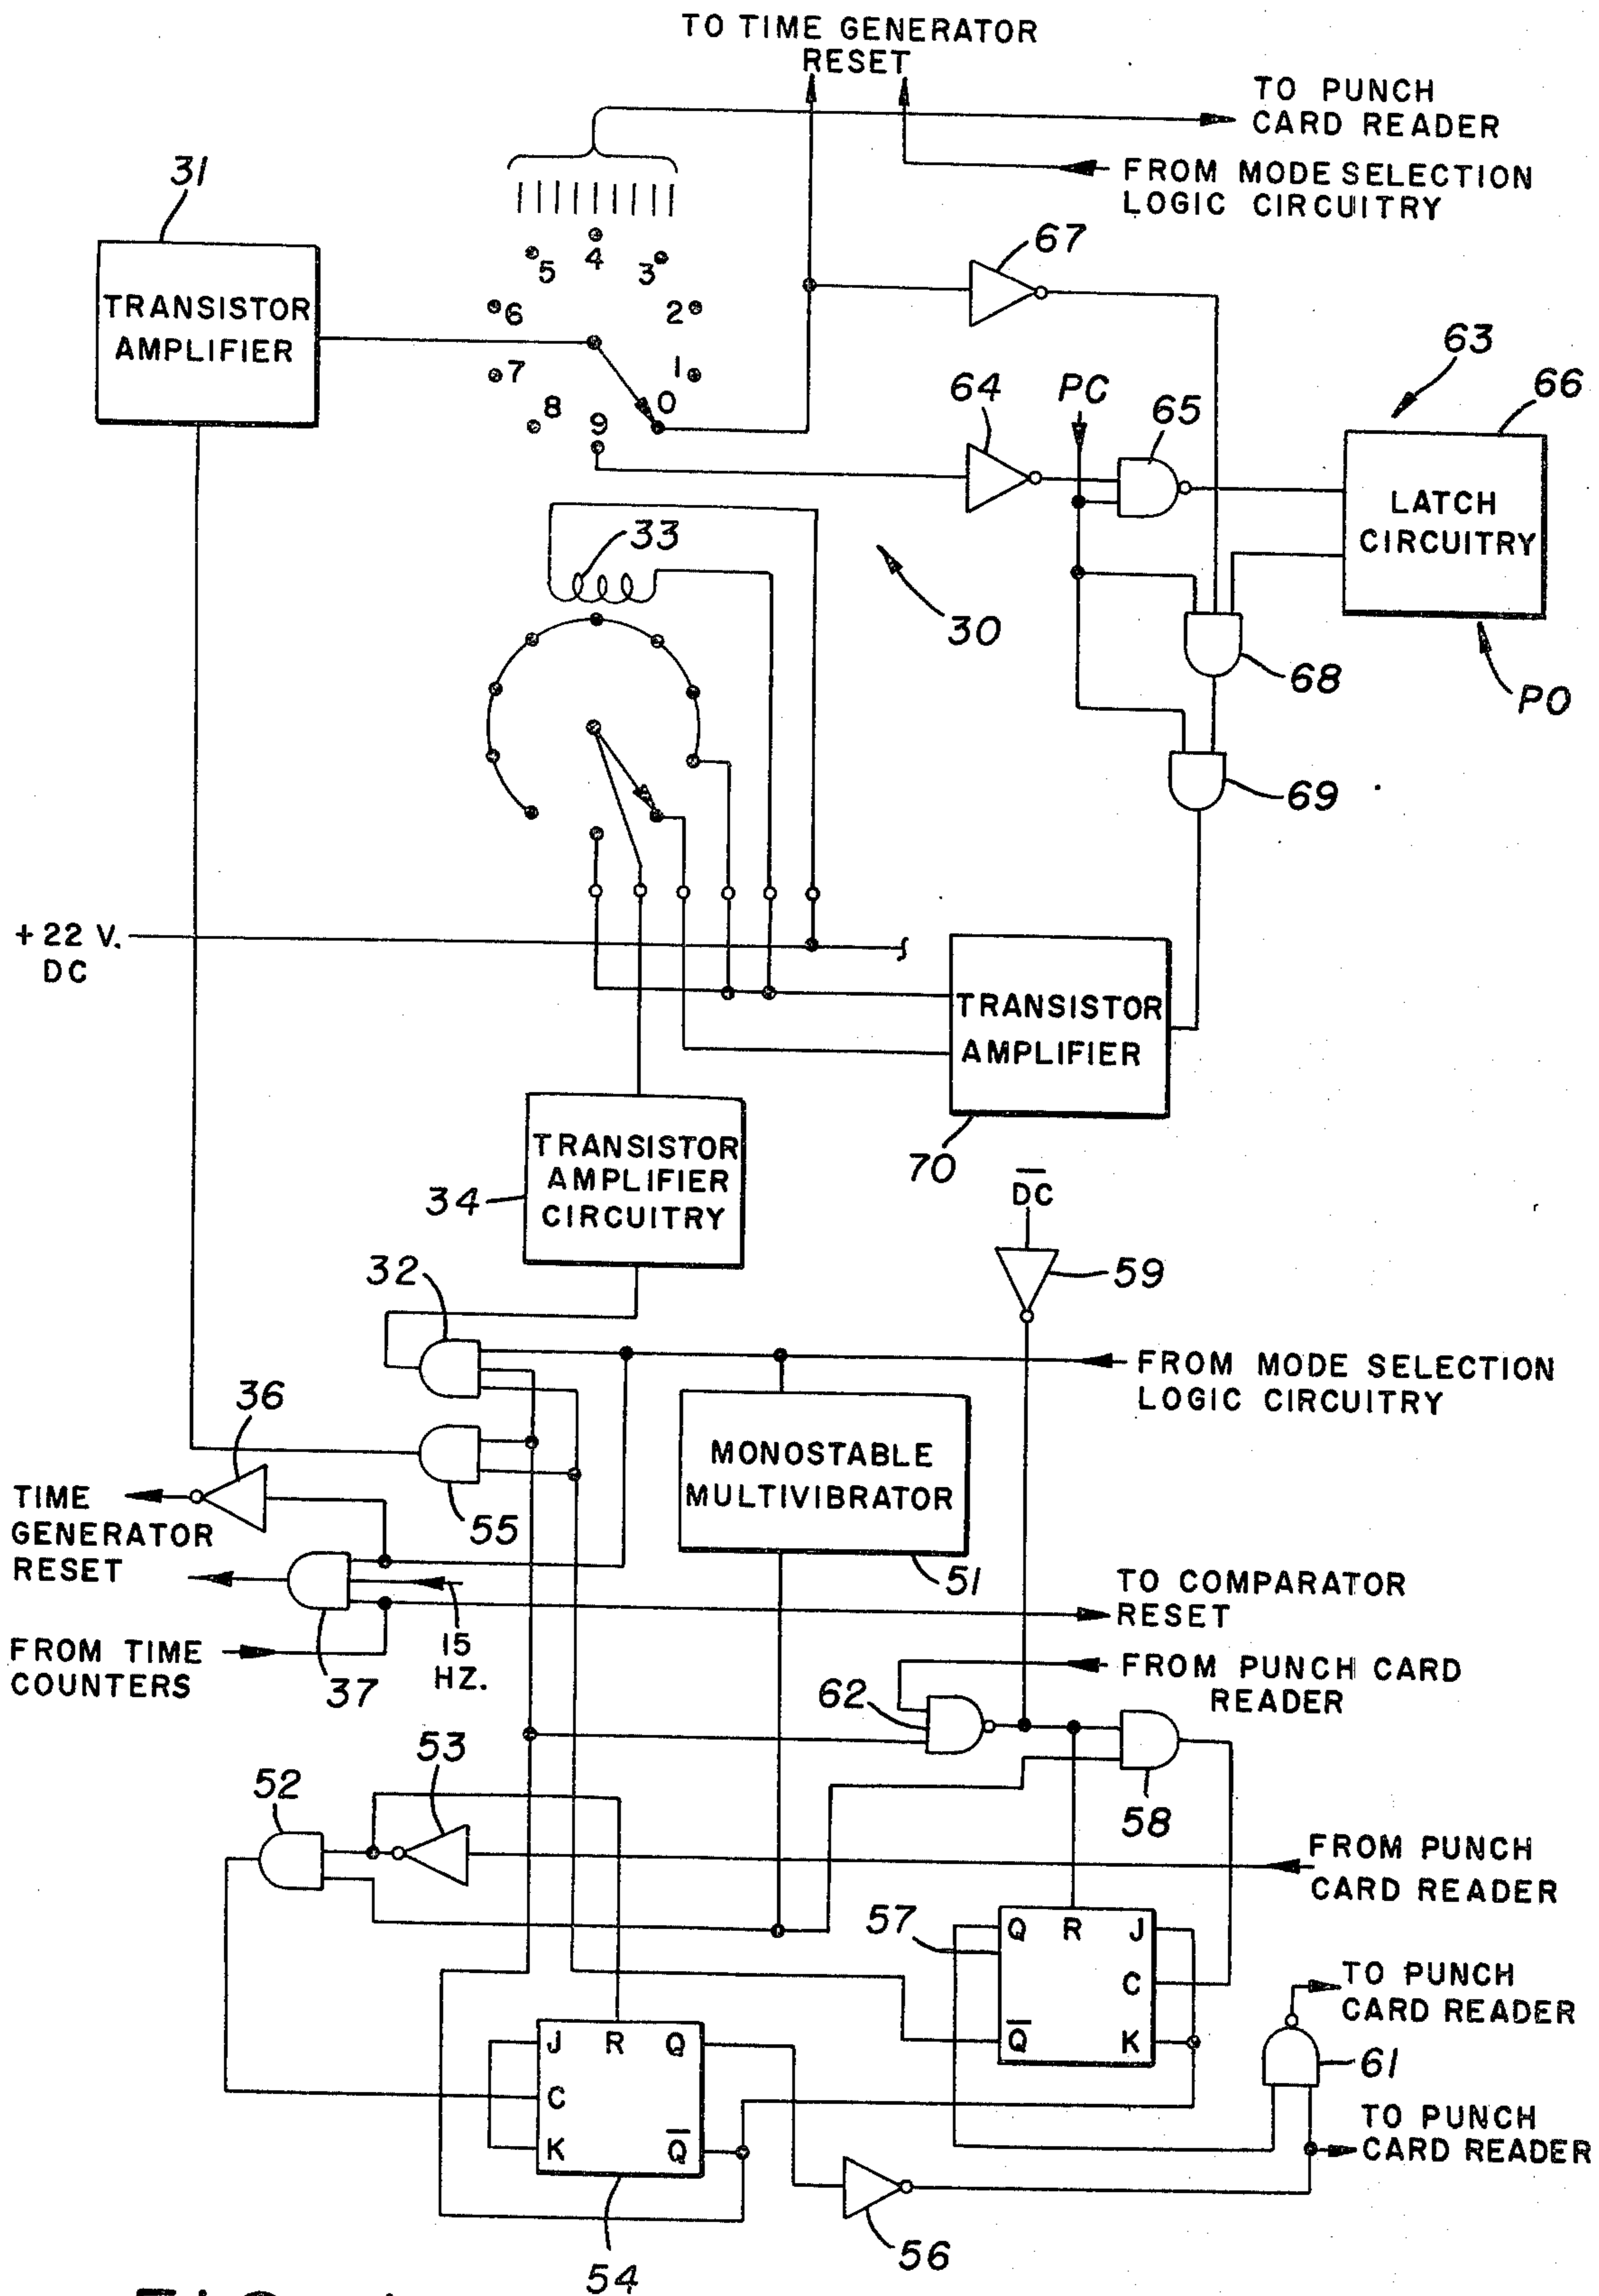 TO TIME GENERATOR
RESET
TO PUNCH
CARD READER
FROM MODE SELECTION
LOGIC CIRCUITRY
31
TRANSISTOR
AMPLIFIER
5
4
3
6
2
7
1
8
9
0
67
64
PC
65
63
66
LATCH
CIRCUITRY
33
30
68
PO
69
+ 22 V.
DC
TRANSISTOR
AMPLIFIER
70
TRANSISTOR
AMPLIFIER
CIRCUITRY
34
D̅C̅
59
32
FROM MODE SELECTION
LOGIC CIRCUITRY
36
MONOSTABLE
MULTIVIBRATOR
51
TIME
GENERATOR
RESET
55
TO COMPARATOR
RESET
FROM TIME
COUNTERS
37
15
HZ.
FROM PUNCH CARD
READER
62
53
52
58
FROM PUNCH
CARD READER
57
Q R J
C
Q̅ K
TO PUNCH
CARD READER
61
J R Q
C
K Q̅
TO PUNCH
CARD READER
54
56